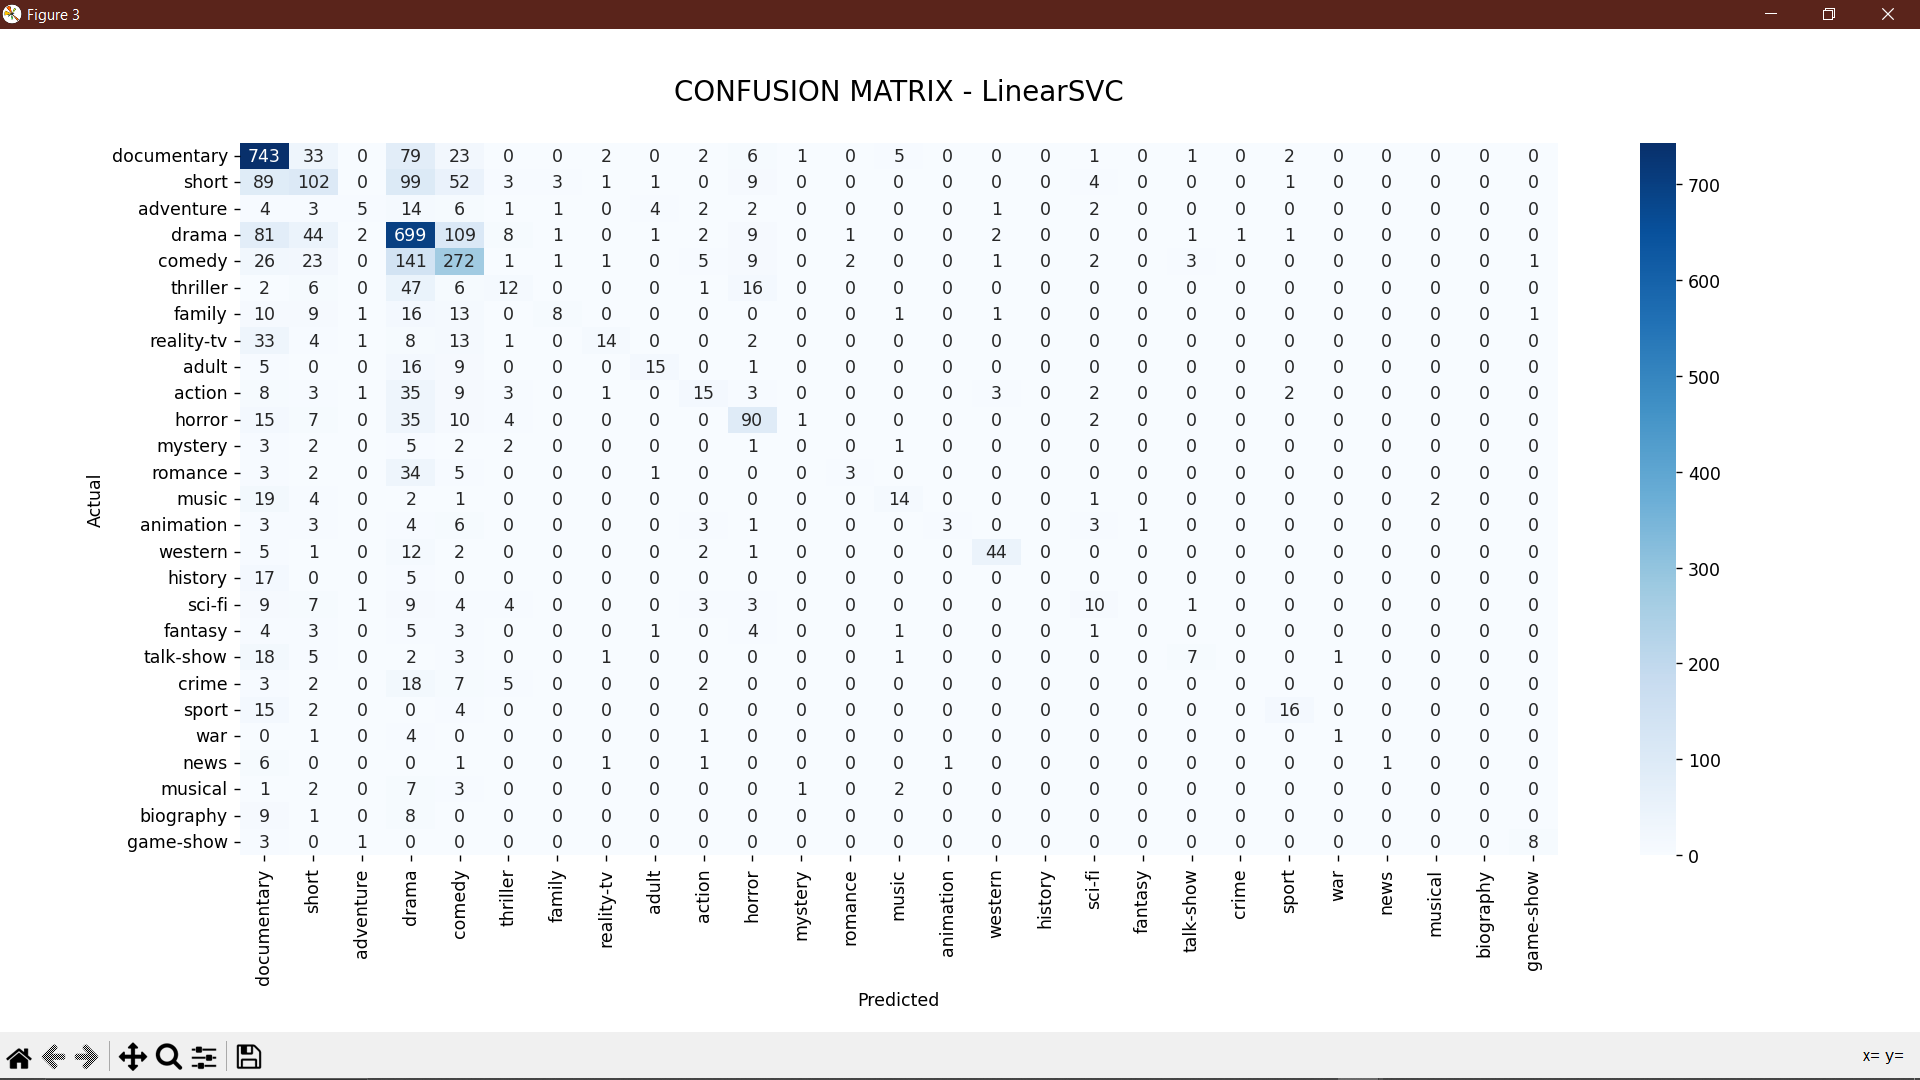 Figure 3
CONFUSION MATRIX - LinearSVC
documentary 743 33 0 79 23 0 0 2 0 2 6 1 0 5 0 0 0 1 0 1 0 2 0 0 0 0 0
short 89 102 0 99 52 3 3 1 1 0 9 0 0 0 0 0 0 4 0 0 0 1 0 0 0 0 0
adventure 4 3 5 14 6 1 1 0 4 2 2 0 0 0 0 1 0 2 0 0 0 0 0 0 0 0 0
drama 81 44 2 699 109 8 1 0 1 2 9 0 1 0 0 2 0 0 0 1 1 1 0 0 0 0 0
comedy 26 23 0 141 272 1 1 1 0 5 9 0 2 0 0 1 0 2 0 3 0 0 0 0 0 0 1
thriller 2 6 0 47 6 12 0 0 0 1 16 0 0 0 0 0 0 0 0 0 0 0 0 0 0 0 0
family 10 9 1 16 13 0 8 0 0 0 0 0 0 1 0 1 0 0 0 0 0 0 0 0 0 0 1
reality-tv 33 4 1 8 13 1 0 14 0 0 2 0 0 0 0 0 0 0 0 0 0 0 0 0 0 0 0
adult 5 0 0 16 9 0 0 0 15 0 1 0 0 0 0 0 0 0 0 0 0 0 0 0 0 0 0
action 8 3 1 35 9 3 0 1 0 15 3 0 0 0 0 3 0 2 0 0 0 2 0 0 0 0 0
horror 15 7 0 35 10 4 0 0 0 0 90 1 0 0 0 0 0 2 0 0 0 0 0 0 0 0 0
mystery 3 2 0 5 2 2 0 0 0 0 1 0 0 1 0 0 0 0 0 0 0 0 0 0 0 0 0
romance 3 2 0 34 5 0 0 0 1 0 0 0 3 0 0 0 0 0 0 0 0 0 0 0 0 0 0
music 19 4 0 2 1 0 0 0 0 0 0 0 0 14 0 0 0 1 0 0 0 0 0 0 2 0 0
animation 3 3 0 4 6 0 0 0 0 3 1 0 0 0 3 0 0 3 1 0 0 0 0 0 0 0 0
western 5 1 0 12 2 0 0 0 0 2 1 0 0 0 0 44 0 0 0 0 0 0 0 0 0 0 0
history 17 0 0 5 0 0 0 0 0 0 0 0 0 0 0 0 0 0 0 0 0 0 0 0 0 0 0
sci-fi 9 7 1 9 4 4 0 0 0 3 3 0 0 0 0 0 0 10 0 1 0 0 0 0 0 0 0
fantasy 4 3 0 5 3 0 0 0 1 0 4 0 0 1 0 0 0 1 0 0 0 0 0 0 0 0 0
talk-show 18 5 0 2 3 0 0 1 0 0 0 0 0 1 0 0 0 0 0 7 0 0 1 0 0 0 0
crime 3 2 0 18 7 5 0 0 0 2 0 0 0 0 0 0 0 0 0 0 0 0 0 0 0 0 0
sport 15 2 0 0 4 0 0 0 0 0 0 0 0 0 0 0 0 0 0 0 0 16 0 0 0 0 0
war 0 1 0 4 0 0 0 0 0 1 0 0 0 0 0 0 0 0 0 0 0 0 1 0 0 0 0
news 6 0 0 0 1 0 0 1 0 1 0 0 0 0 1 0 0 0 0 0 0 0 0 1 0 0 0
musical 1 2 0 7 3 0 0 0 0 0 0 1 0 2 0 0 0 0 0 0 0 0 0 0 0 0 0
biography 9 1 0 8 0 0 0 0 0 0 0 0 0 0 0 0 0 0 0 0 0 0 0 0 0 0 0
game-show 3 0 1 0 0 0 0 0 0 0 0 0 0 0 0 0 0 0 0 0 0 0 0 0 0 0 8
Actual
documentary
short
adventure
drama
comedy
thriller
family
reality-tv
adult
action
horror
mystery
romance
music
animation
western
history
sci-fi
fantasy
talk-show
crime
sport
war
news
musical
biography
game-show
Predicted
700
600
500
400
300
200
100
0
x= y=